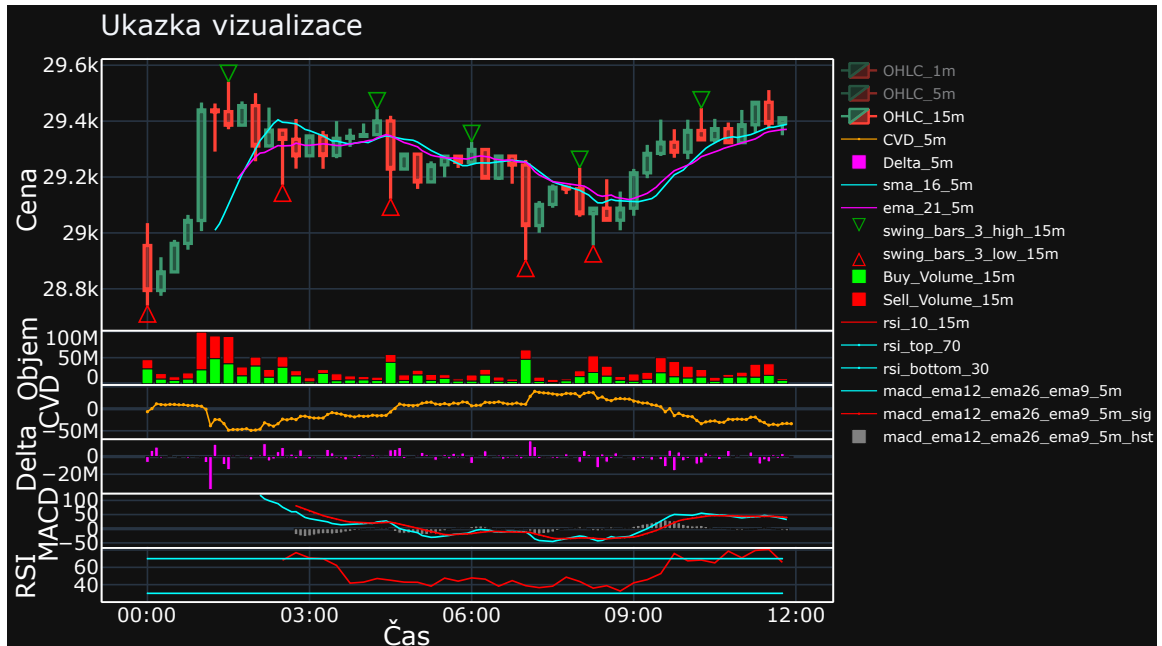 Ukazka vizualizace
Cena
29.6k
29.4k
29.2k
29k
28.8k
Objem
100M
50M
0
CVD
0
−50M
Delta
0
−20M
MACD
100
50
0
−50
RSI
60
40
00:00
03:00
06:00
09:00
12:00
Čas
OHLC_1m
OHLC_5m
OHLC_15m
CVD_5m
Delta_5m
sma_16_5m
ema_21_5m
swing_bars_3_high_15m
swing_bars_3_low_15m
Buy_Volume_15m
Sell_Volume_15m
rsi_10_15m
rsi_top_70
rsi_bottom_30
macd_ema12_ema26_ema9_5m
macd_ema12_ema26_ema9_5m_sig
macd_ema12_ema26_ema9_5m_hst